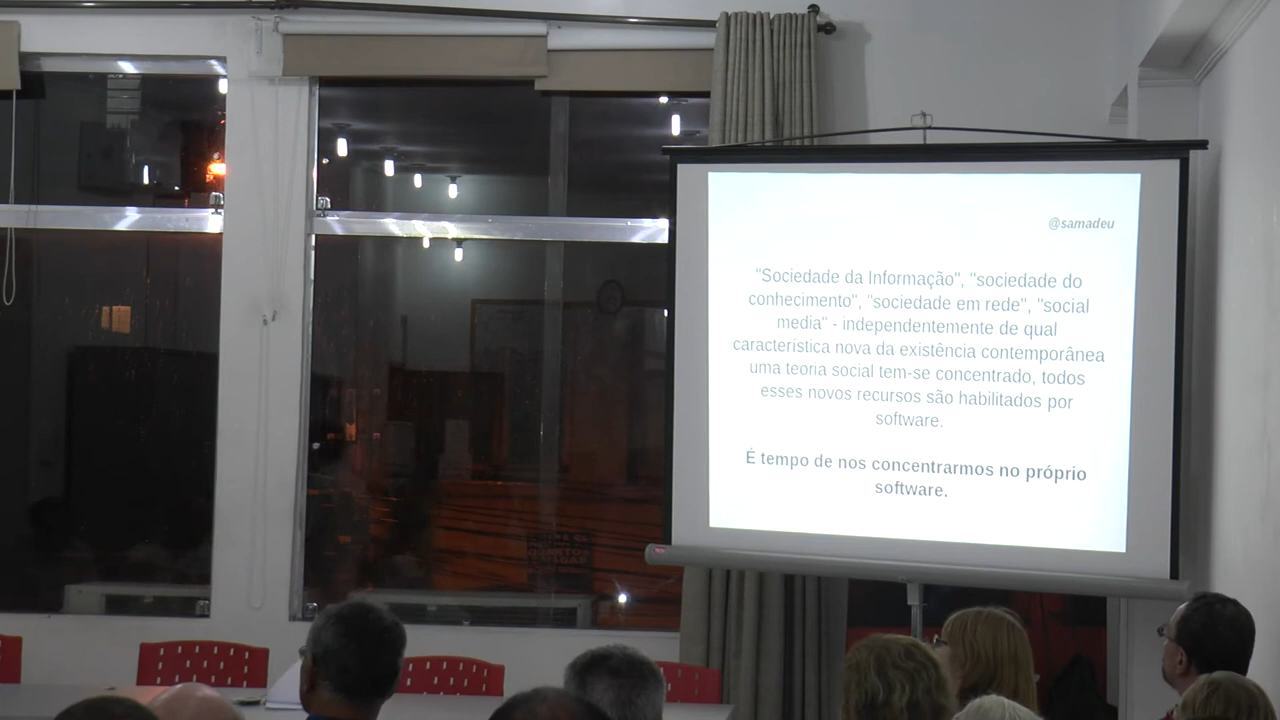 @samadeu
"Sociedade da Informação", "sociedade do
conhecimento", "sociedade em rede", "social
media" - independentemente de qual
característica nova da existência contemporânea
uma teoria social tem-se concentrado, todos
esses novos recursos são habilitados por
software.
É tempo de nos concentrarmos no próprio
software.